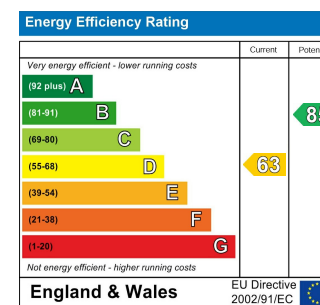 Energy Efficiency Rating
Current
Very energy efficient - lower running costs
(92 plus) A
(81-91) B
(69-80) C
(55-68) D
63
(39-54) E
(21-38) F
(1-20) G
Not energy efficient - higher running costs
England & Wales
EU Directive
2002/91/EC